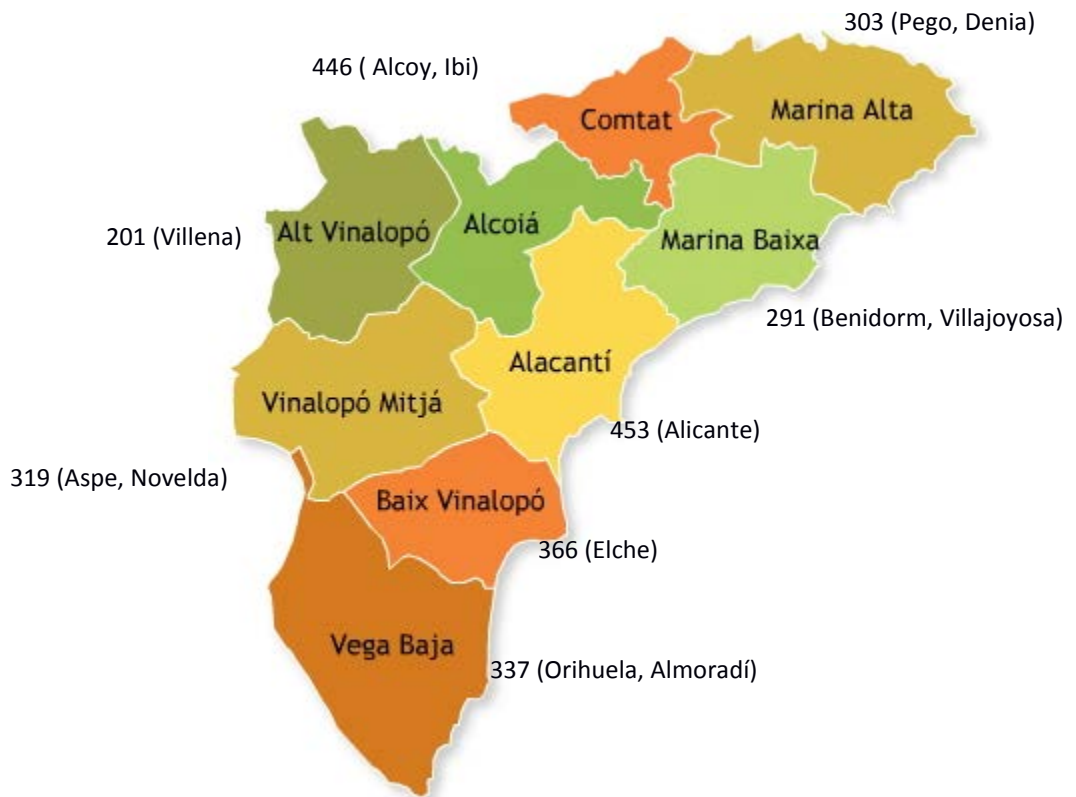 303 (Pego, Denia)
446 ( Alcoy, Ibi)
Comtat
Marina Alta
201 (Villena)
Alt Vinalopó
Alcoiá
Marina Baixa
291 (Benidorm, Villajoyosa)
Alacantí
Vinalopó Mitjá
453 (Alicante)
319 (Aspe, Novelda)
Baix Vinalopó
366 (Elche)
Vega Baja
337 (Orihuela, Almoradí)